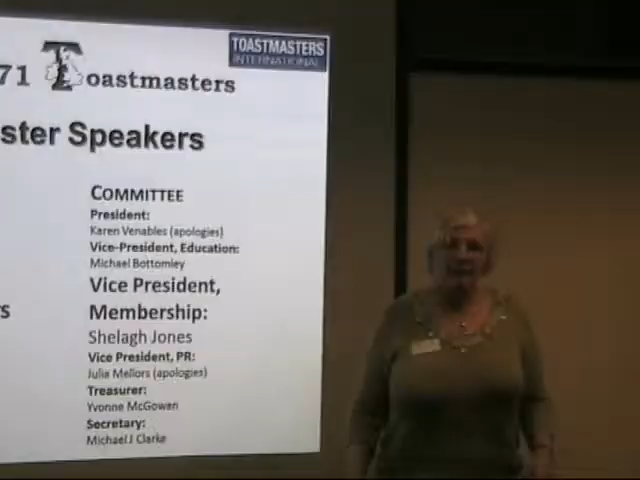 TOASTMASTERS
INTERNATIONAL
71 Toastmasters
ster Speakers
COMMITTEE
President:
Karen Venables (apologies)
Vice-President, Education:
Michael Bottomley
Vice President,
Membership:
Shelagh Jones
Vice President, PR:
Julia Mellors (apologies)
Treasurer:
Yvonne McGowan
Secretary:
Michael J Clarke